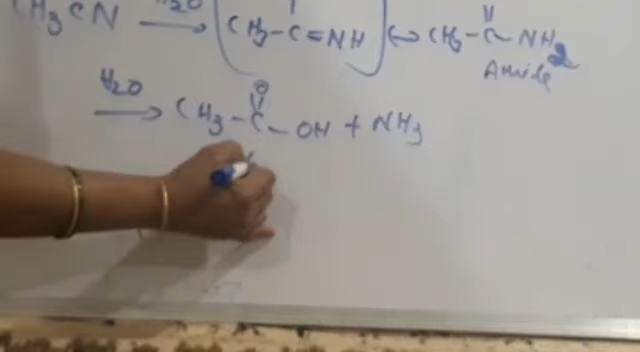 CH3CN H2O → (CH3-C=NH) ↔ CH3-C-NH2
Amide
H2O → CH3-C-OH + NH3
O